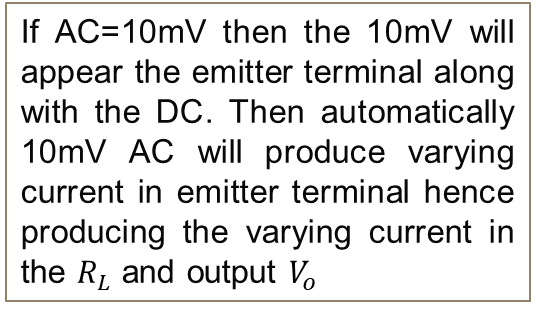 If AC=10mV then the 10mV will
appear the emitter terminal along
with the DC. Then automatically
10mV AC will produce varying
current in emitter terminal hence
producing the varying current in
the R_L and output V_o